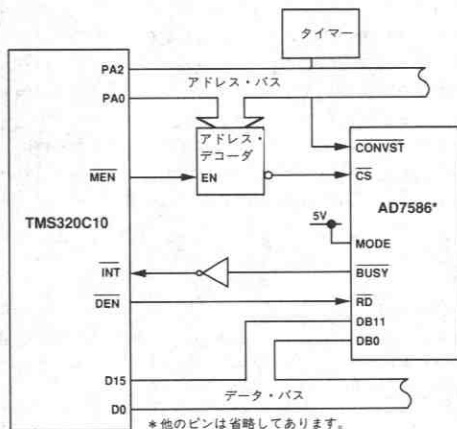 タイマー
PA2
アドレス・バス
PA0
アドレス・
デコーダ
CONVST
MEN
EN
CS
TMS320C10
5V
AD7586*
MODE
INT
BUSY
DEN
RD
DB11
DB0
D15
データ・バス
D0
*他のピンは省略してあります。